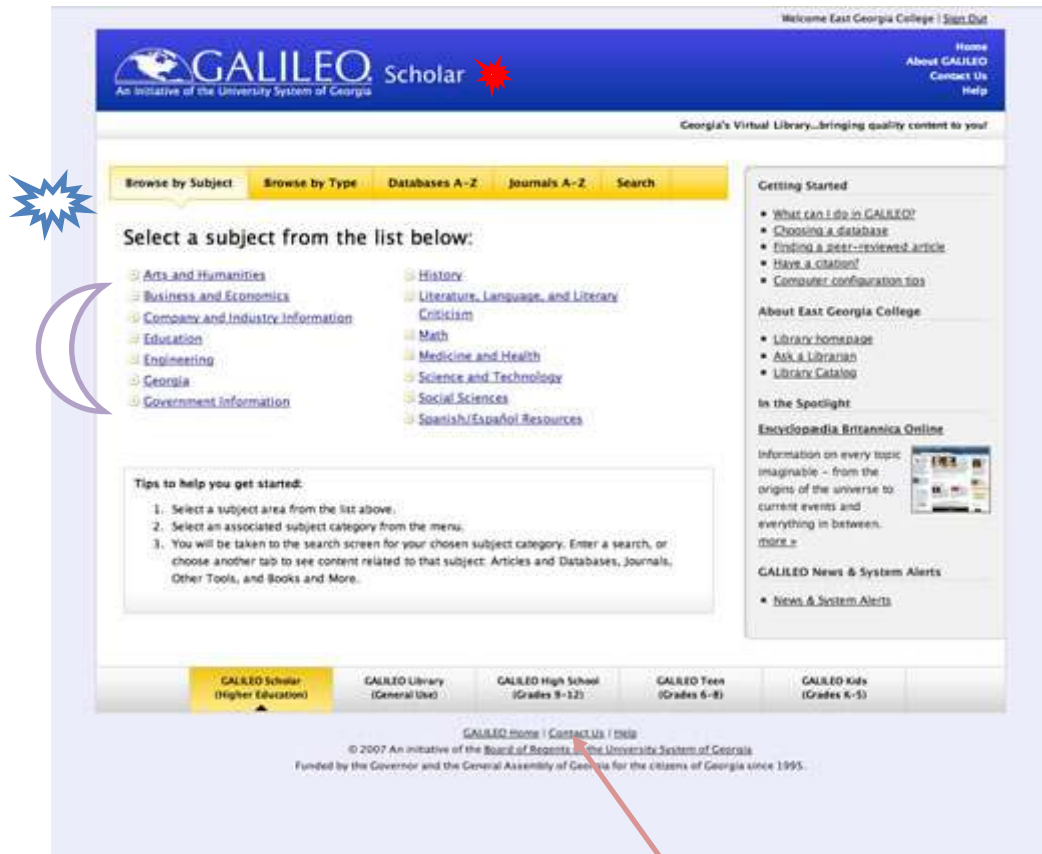 Welcome East Georgia College | Sign Out
GALILEO Scholar
An Initiative of the University System of Georgia
Home
About GALILEO
Contact Us
Help
Georgia's Virtual Library...bringing quality content to you!
Browse by Subject Browse by Type Databases A-Z Journals A-Z Search
Select a subject from the list below:
Arts and Humanities
Business and Economics
Company and Industry Information
Education
Engineering
Georgia
Government Information
History
Literature, Language, and Literary
Criticism
Math
Medicine and Health
Science and Technology
Social Sciences
Spanish/Español Resources
Tips to help you get started:
1. Select a subject area from the list above.
2. Select an associated subject category from the menu.
3. You will be taken to the search screen for your chosen subject category. Enter a search, or
choose another tab to see content related to that subject: Articles and Databases, Journals,
Other Tools, and Books and More.
Getting Started
• What can I do in GALILEO?
• Choosing a database
• Finding a peer-reviewed article
• Have a citation?
• Computer configuration tips
About East Georgia College
• Library homepage
• Ask a Librarian
• Library Catalog
In the Spotlight
Encyclopædia Britannica Online
Information on every topic
imaginable – from the
origins of the universe to
current events and
everything in between.
more »
GALILEO News & System Alerts
• News & System Alerts
GALILEO Scholar
(Higher Education)
GALILEO Library
(General Use)
GALILEO High School
(Grades 9-12)
GALILEO Teen
(Grades 6-8)
GALILEO Kids
(Grades K-5)
GALILEO Home | Contact Us | Help
© 2007 An initiative of the Board of Regents of the University System of Georgia
Funded by the Governor and the General Assembly of Georgia for the citizens of Georgia since 1995.